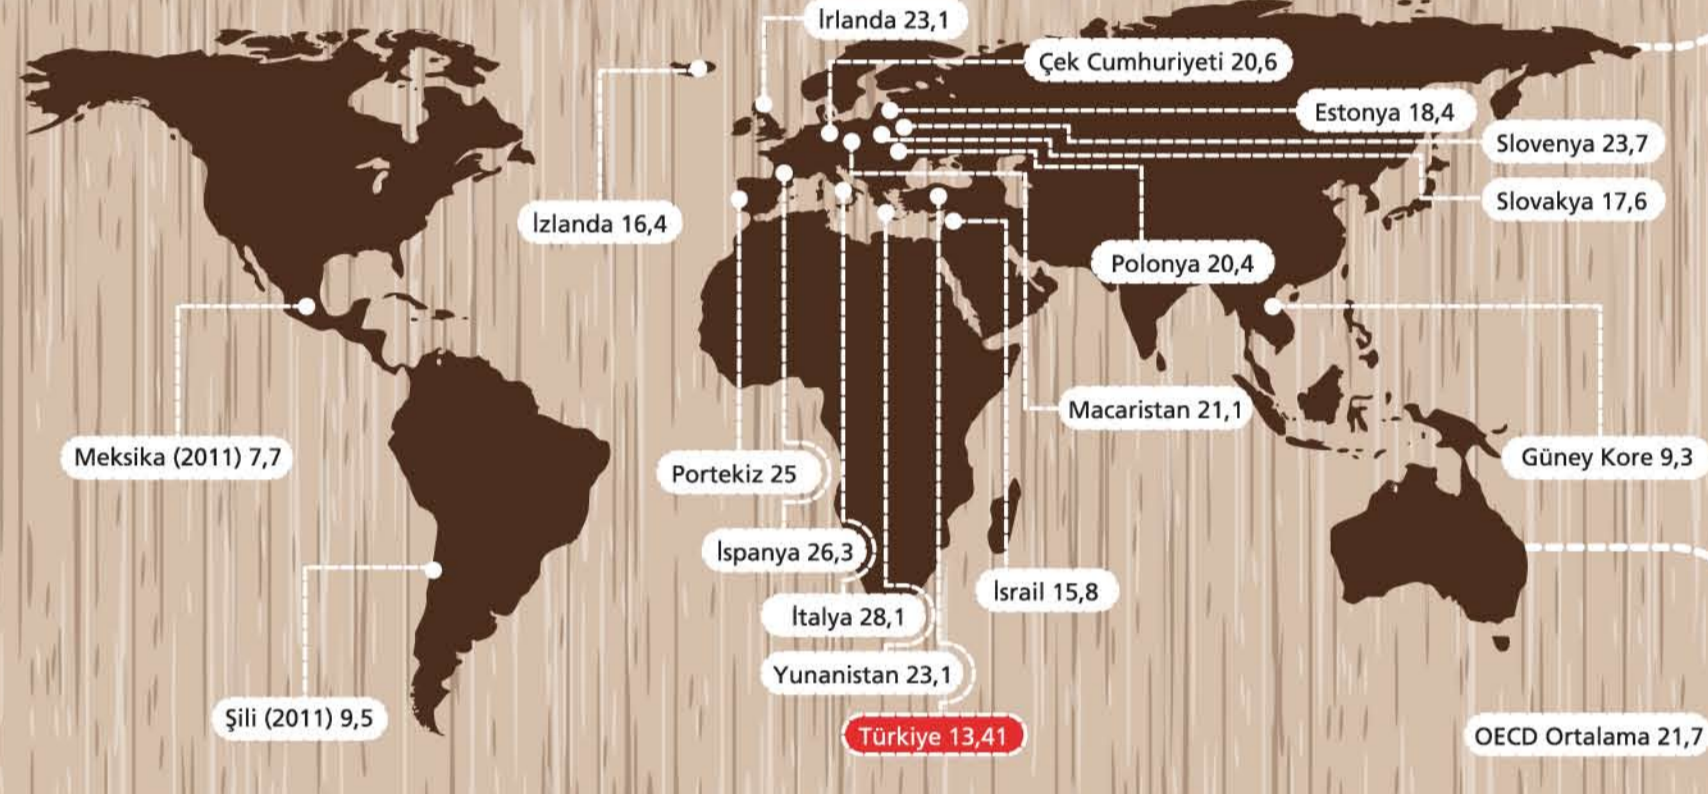 İrlanda 23,1
Çek Cumhuriyeti 20,6
Estonya 18,4
Slovenya 23,7
Slovakya 17,6
İzlanda 16,4
Polonya 20,4
Macaristan 21,1
Meksika (2011) 7,7
Portekiz 25
Güney Kore 9,3
İspanya 26,3
İsrail 15,8
İtalya 28,1
Yunanistan 23,1
Şili (2011) 9,5
Türkiye 13,41
OECD Ortalama 21,7